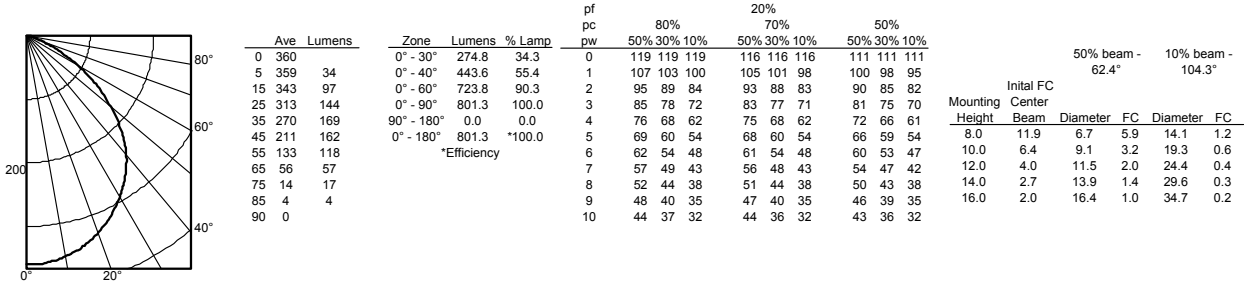 80°
60°
200
40°
0°
20°
Ave Lumens
0 360
5 359 34
15 343 97
25 313 144
35 270 169
45 211 162
55 133 118
65 56 57
75 14 17
85 4 4
90 0
Zone Lumens % Lamp
0° - 30° 274.8 34.3
0° - 40° 443.6 55.4
0° - 60° 723.8 90.3
0° - 90° 801.3 100.0
90° - 180° 0.0 0.0
0° - 180° 801.3 *100.0
*Efficiency
pf 20%
pc 80% 70% 50%
pw 50% 30% 10% 50% 30% 10% 50% 30% 10%
0 119 119 119 116 116 116 111 111 111
1 107 103 100 105 101 98 100 98 95
2 95 89 84 93 88 83 90 85 82
3 85 78 72 83 77 71 81 75 70
4 76 68 62 75 68 62 72 66 61
5 69 60 54 68 60 54 66 59 54
6 62 54 48 61 54 48 60 53 47
7 57 49 43 56 48 43 54 47 42
8 52 44 38 51 44 38 50 43 38
9 48 40 35 47 40 35 46 39 35
10 44 37 32 44 36 32 43 36 32
50% beam - 10% beam -
62.4° 104.3°
Inital FC
Mounting Center
Height Beam Diameter FC Diameter FC
8.0 11.9 6.7 5.9 14.1 1.2
10.0 6.4 9.1 3.2 19.3 0.6
12.0 4.0 11.5 2.0 24.4 0.4
14.0 2.7 13.9 1.4 29.6 0.3
16.0 2.0 16.4 1.0 34.7 0.2